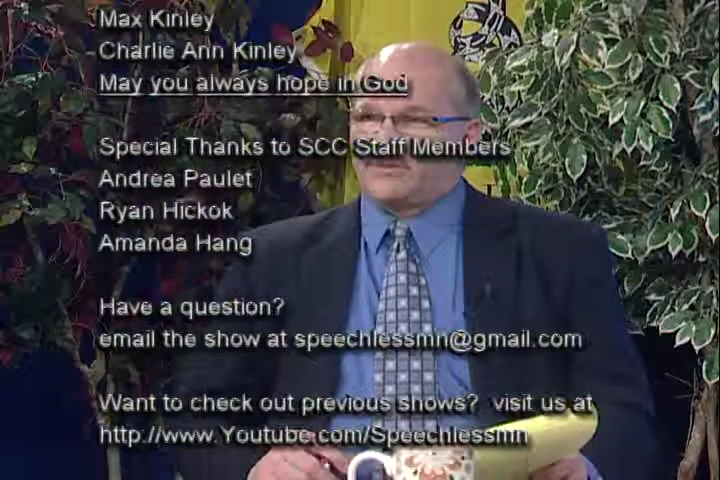 Max Kinley
Charlie Ann Kinley
May you always hope in God
Special Thanks to SCC Staff Members
Andrea Paulet
Ryan Hickok
Amanda Hang
Have a question?
email the show at speechlessmn@gmail.com
Want to check out previous shows?  visit us at
http://www.Youtube.com/Speechlessmn